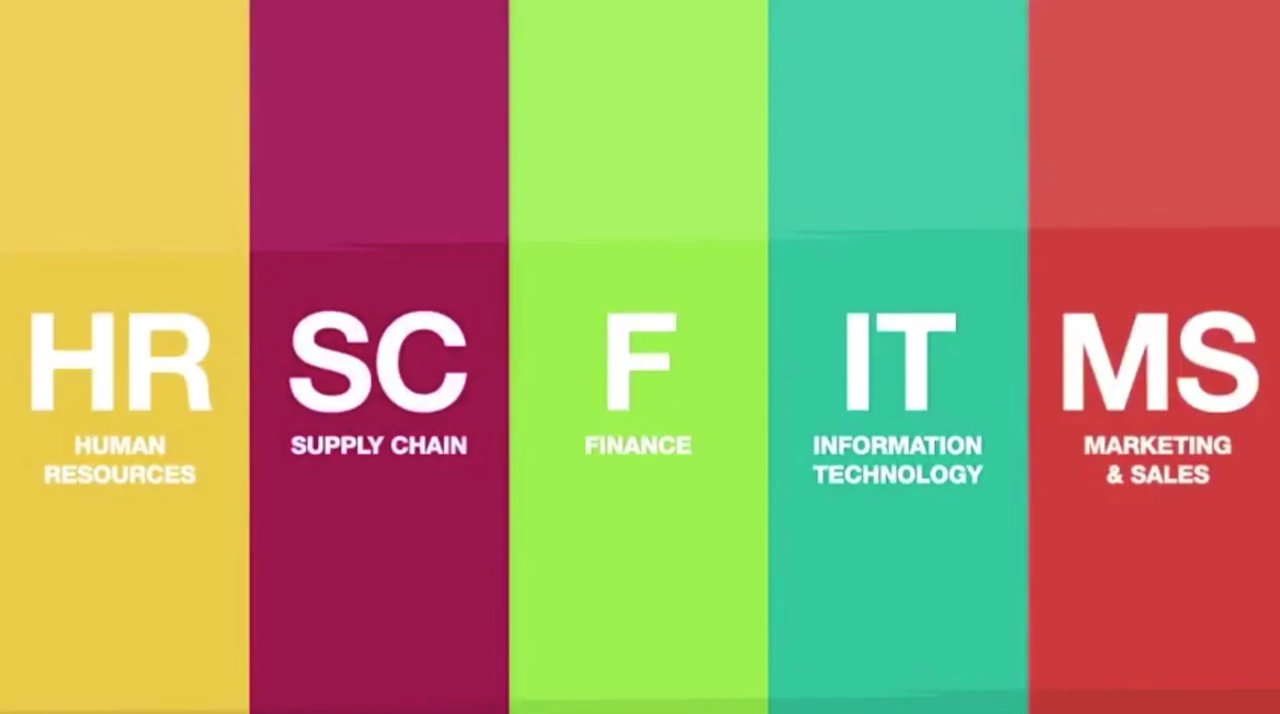 HR
HUMAN
RESOURCES
SC
SUPPLY CHAIN
F
FINANCE
IT
INFORMATION
TECHNOLOGY
MS
MARKETING
& SALES